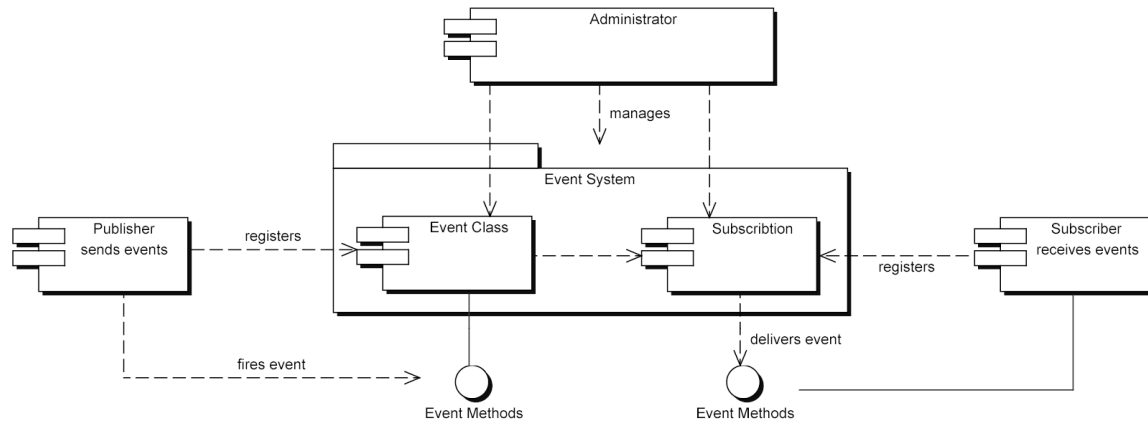 Administrator
manages
Event System
Publisher
sends events
registers
Event Class
Subscribtion
registers
Subscriber
receives events
fires event
delivers event
Event Methods
Event Methods